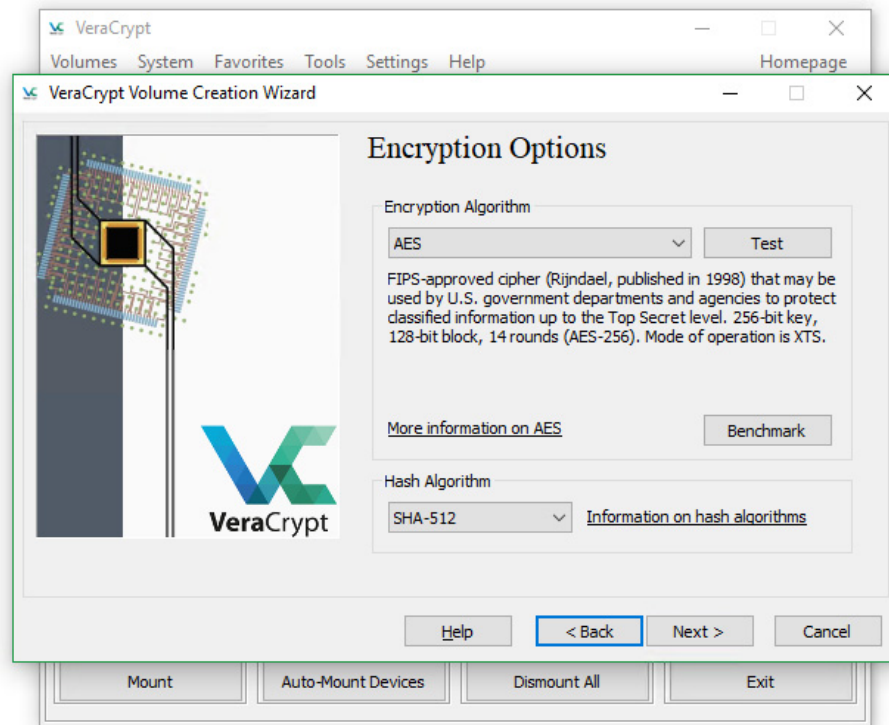 VeraCrypt
Volumes System Favorites Tools Settings Help Homepage
VeraCrypt Volume Creation Wizard
Encryption Options
Encryption Algorithm
AES Test
FIPS-approved cipher (Rijndael, published in 1998) that may be
used by U.S. government departments and agencies to protect
classified information up to the Top Secret level. 256-bit key,
128-bit block, 14 rounds (AES-256). Mode of operation is XTS.
More information on AES Benchmark
Hash Algorithm
SHA-512 Information on hash algorithms
VeraCrypt
Help < Back Next > Cancel
Mount Auto-Mount Devices Dismount All Exit